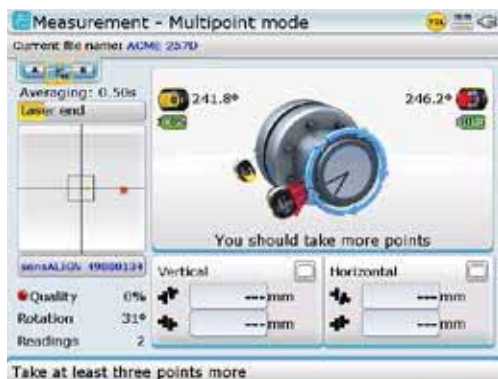 Measurement - Multipoint mode
Current file name: ACME 257D
Averaging: 0.50s
Laser end
241.8°
246.2°
You should take more points
sensALIGN 49000134
Vertical
Horizontal
Quality 0%
Rotation 31°
Readings 2
---mm
---mm
---mm
---mm
Take at least three points more